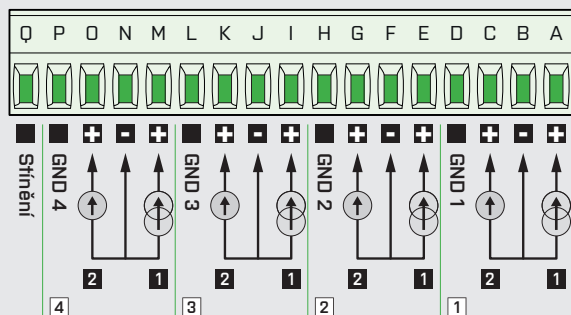 Q P O N M L K J I H G F E D C B A
+ - + + - + + - + + - +
Stínění GND 4 GND 3 GND 2 GND 1
2 1 2 1 2 1 2 1
4 3 2 1